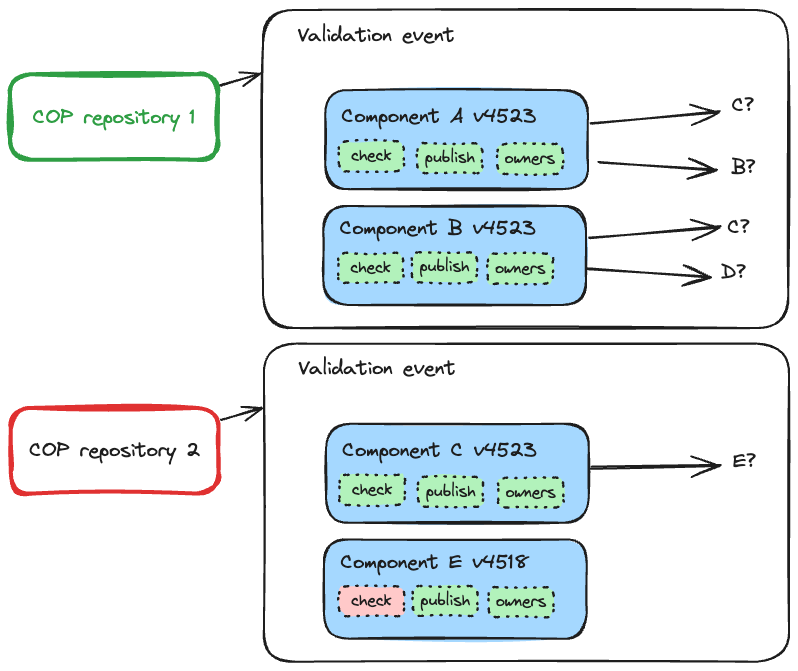 Validation event
COP repository 1
Component A v4523
check publish owners
C?
B?
Component B v4523
check publish owners
C?
D?
Validation event
COP repository 2
Component C v4523
check publish owners
E?
Component E v4518
check publish owners